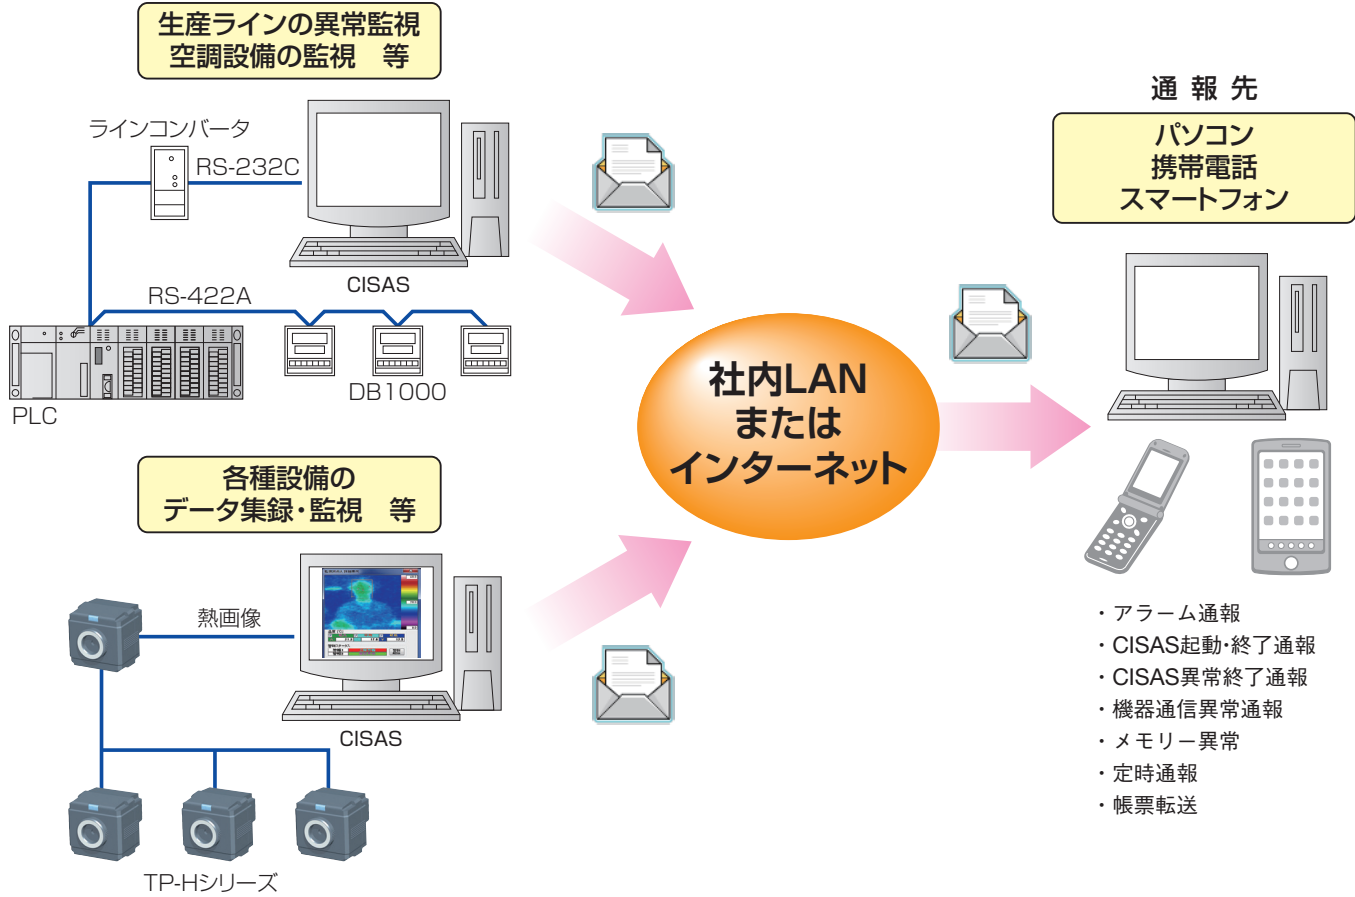 生産ラインの異常監視
空調設備の監視 等
ラインコンバータ
RS-232C
CISAS
RS-422A
DB1000
PLC
各種設備の
データ集録・監視 等
熱画像
CISAS
TP-Hシリーズ
社内LAN
または
インターネット
通報先
パソコン
携帯電話
スマートフォン
・アラーム通報
・CISAS起動・終了通報
・CISAS異常終了通報
・機器通信異常通報
・メモリー異常
・定時通報
・帳票転送